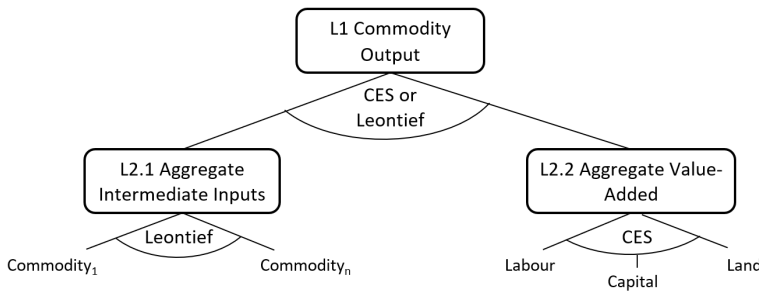 L1 Commodity
Output
CES or
Leontief
L2.1 Aggregate
Intermediate Inputs
L2.2 Aggregate Value-
Added
Leontief
CES
Commodity₁
Commodityₙ
Labour
Capital
Land